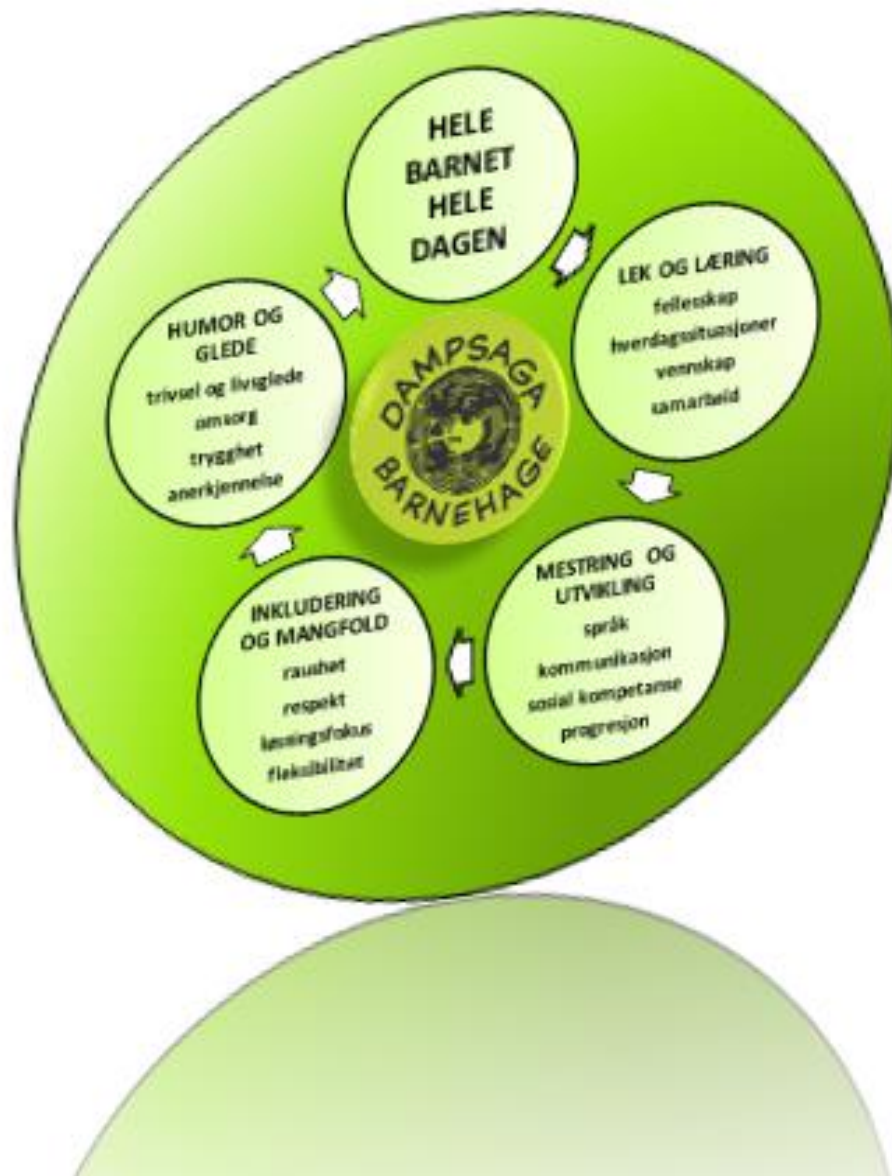 HELE
BARNET
HELE
DAGEN
LEK OG LÆRING
fellesskap
hverdagssituasjoner
vennskap
samarbeid
MESTRING OG
UTVIKLING
språk
kommunikasjon
sosial kompetanse
progresjon
INKLUDERING
OG MANGFOLD
raushet
respekt
løsningsfokus
fleksibilitet
HUMOR OG
GLEDE
trivsel og livsglede
omsorg
trygghet
anerkjennelse
DAMPSAGA
BARNEHAGE